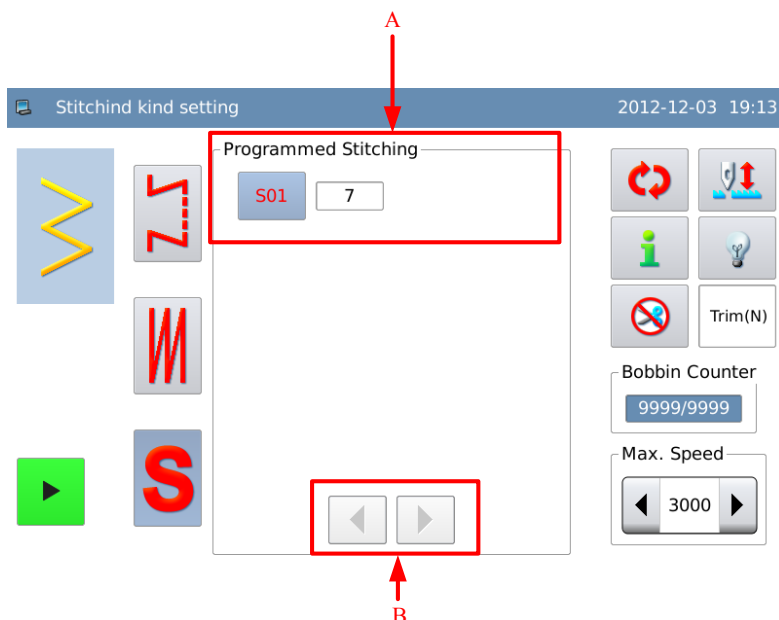 A
Stitchind kind setting
2012-12-03 19:13
Programmed Stitching
S01
7
S
Trim(N)
Bobbin Counter
9999/9999
Max. Speed
3000
B